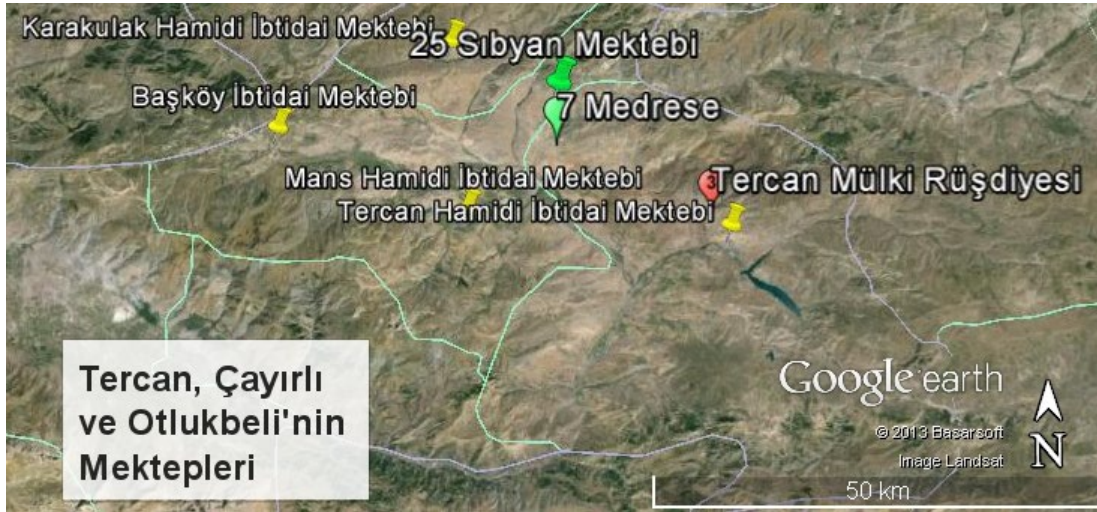 Karakulak Hamidi İbtidai Mektebi
25 Sıbyan Mektebi
Başköy İbtidai Mektebi
7 Medrese
Mans Hamidi İbtidai Mektebi
3
Tercan Mülki Rüşdiyesi
Tercan Hamidi İbtidai Mektebi
Tercan, Çayırlı
ve Otlukbeli'nin
Mektepleri
Google earth
© 2013 Basarsoft
Image Landsat
N
50 km